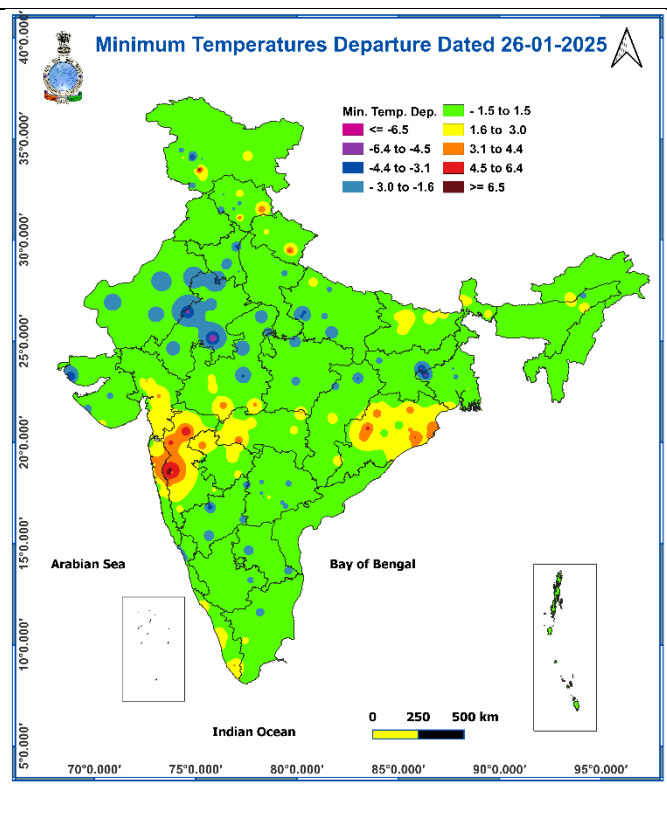 Minimum Temperatures Departure Dated 26-01-2025
Min. Temp. Dep.
<= -6.5
-6.4 to -4.5
-4.4 to -3.1
- 3.0 to -1.6
- 1.5 to 1.5
1.6 to 3.0
3.1 to 4.4
4.5 to 6.4
>= 6.5
40°0.000'
35°0.000'
30°0.000'
25°0.000'
20°0.000'
15°0.000'
10°0.000'
5°0.000'
Arabian Sea
Bay of Bengal
Indian Ocean
0 250 500 km
70°0.000' 75°0.000' 80°0.000' 85°0.000' 90°0.000' 95°0.000'